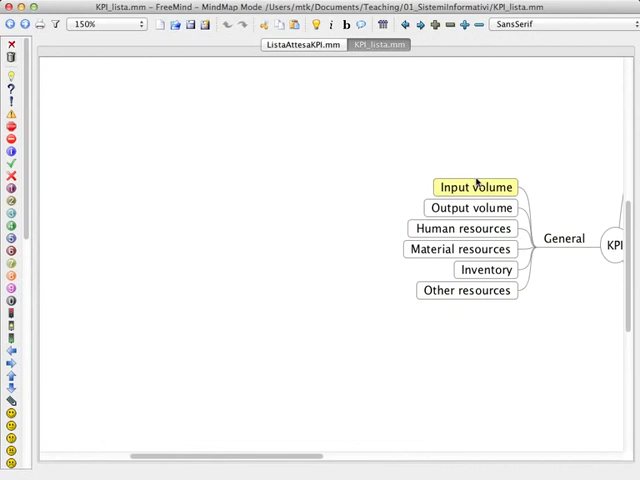 KPI_lista.mm – FreeMind – MindMap Mode /Users/mtk/Documents/Teaching/01_SistemiInformativi/KPI_lista.mm
150%
SansSerif
ListaAttesaKPI.mm
KPI_lista.mm
Input volume
Output volume
Human resources
General
KPI
Material resources
Inventory
Other resources